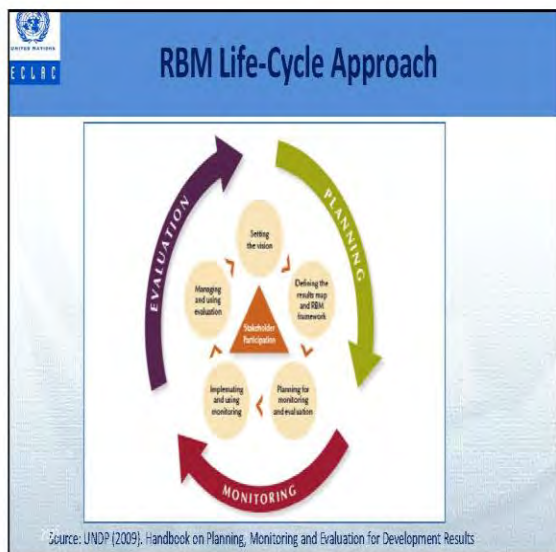 UNITED NATIONS
ECLAC
RBM Life-Cycle Approach
EVALUATION
PLANNING
MONITORING
Setting
the vision
Defining the
results map
and RBM
framework
Planning for
monitoring
and evaluation
Implemating
and using
monitoring
Managing
and using
evaluation
Stakeholder
Participation
Source: UNDP (2009). Handbook on Planning, Monitoring and Evaluation for Development Results